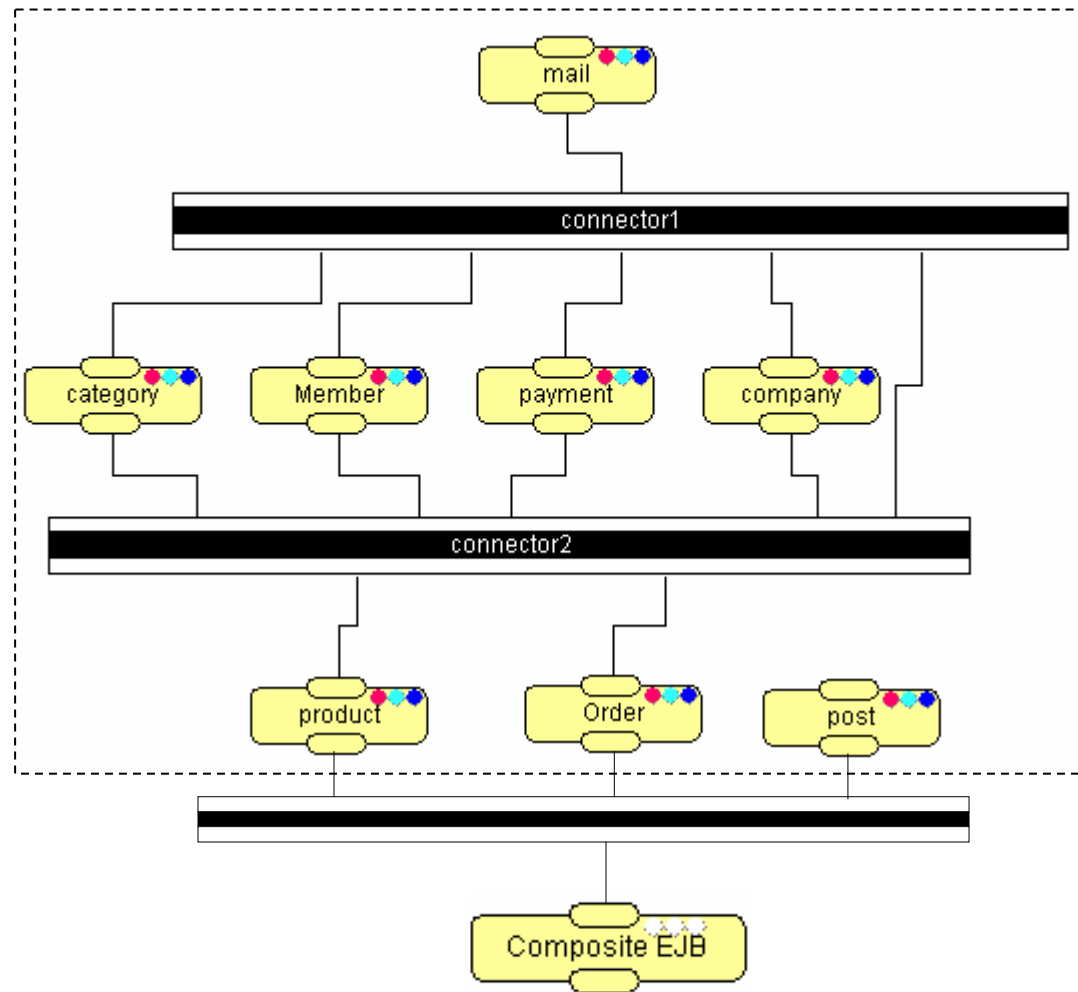 mail
connector1
category
Member
payment
company
connector2
product
Order
post
Composite EJB